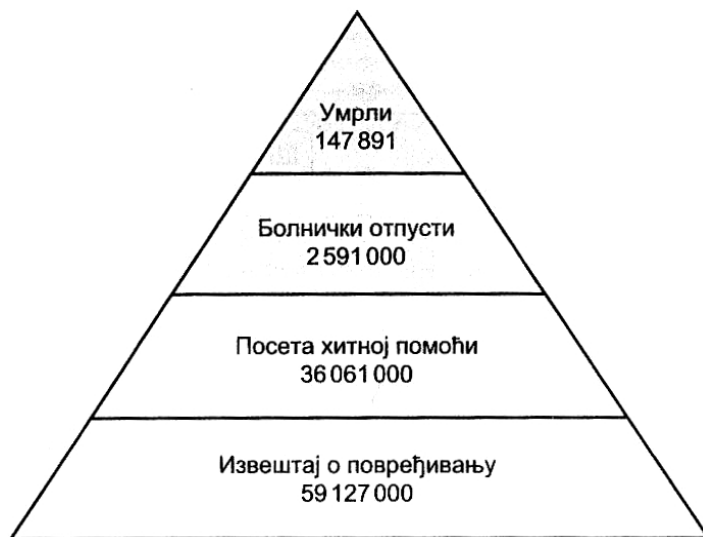 Умрли
147 891
Болнички отпусти
2 591 000
Посета хитној помоћи
36 061 000
Извештај о повређивању
59 127 000